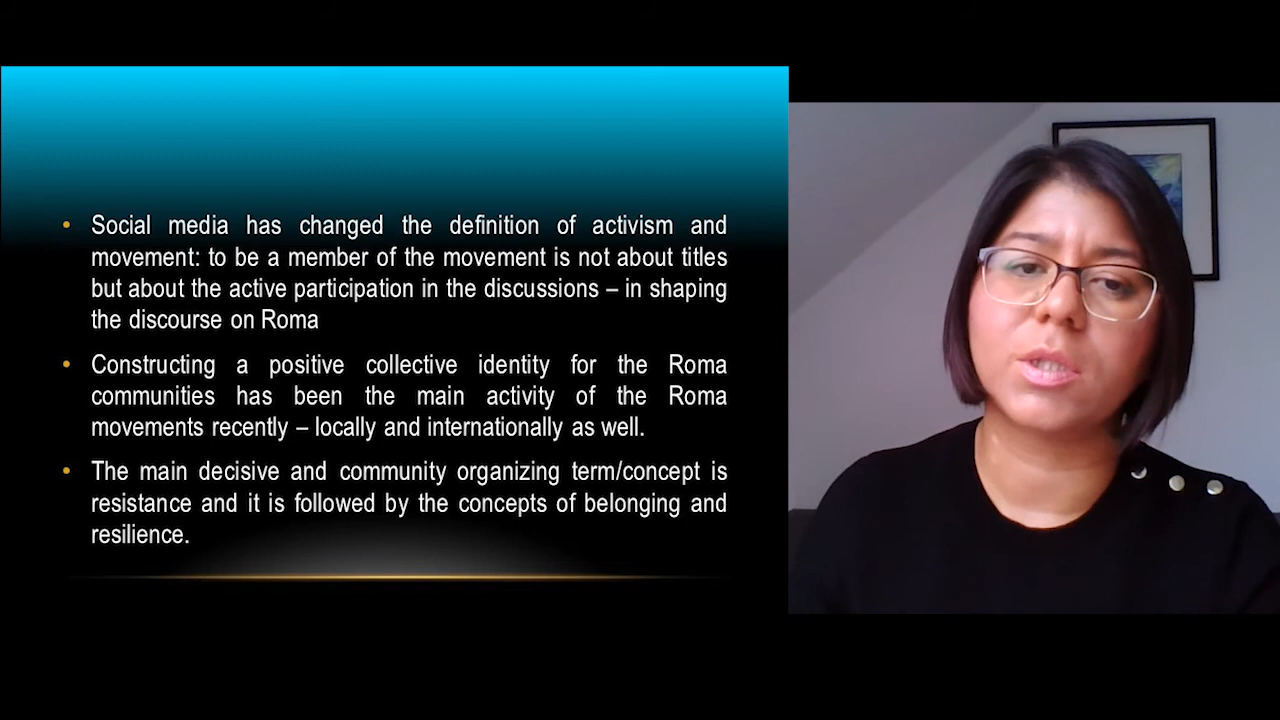 • Social media has changed the definition of activism and
movement: to be a member of the movement is not about titles
but about the active participation in the discussions – in shaping
the discourse on Roma
• Constructing a positive collective identity for the Roma
communities has been the main activity of the Roma
movements recently – locally and internationally as well.
• The main decisive and community organizing term/concept is
resistance and it is followed by the concepts of belonging and
resilience.